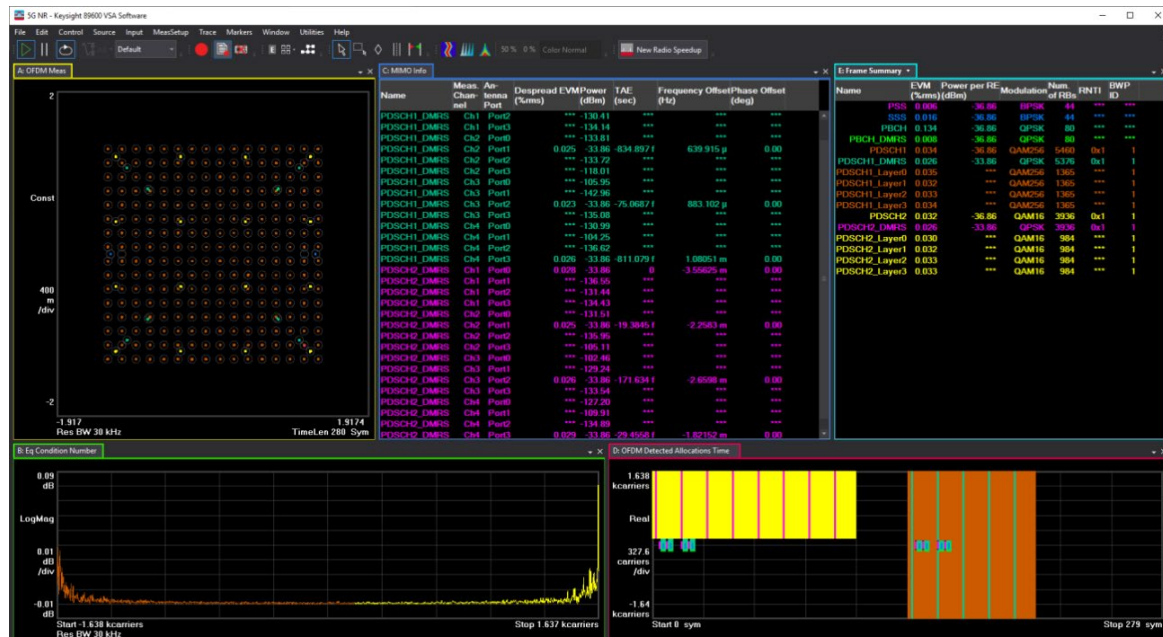 5G NR - Keysight 89600 VSA Software
File Edit Control Source Input MeasSetup Trace Markers Window Utilities Help
Default 50 % 0 % Color Normal New Radio Speedup
A: OFDM Meas
2
Const
400
m
/div
-2
-1.917 1.9174
Res BW 30 kHz TimeLen 280 Sym
C: MIMO Info
Name Meas. Channel Antenna Port Despread EVM (%rms) Power (dBm) TAE (sec) Frequency Offset (Hz) Phase Offset (deg)
PDSCH1_DMRS Ch1 Port2 *** -130.41 *** *** ***
PDSCH1_DMRS Ch1 Port3 *** -134.14 *** *** ***
PDSCH1_DMRS Ch2 Port0 *** -133.81 *** *** ***
PDSCH1_DMRS Ch2 Port1 0.025 -33.86 -834.897 f 639.915 µ 0.00
PDSCH1_DMRS Ch2 Port2 *** -133.72 *** *** ***
PDSCH1_DMRS Ch2 Port3 *** -118.01 *** *** ***
PDSCH1_DMRS Ch3 Port0 *** -105.95 *** *** ***
PDSCH1_DMRS Ch3 Port1 *** -142.96 *** *** ***
PDSCH1_DMRS Ch3 Port2 0.023 -33.86 -75.0687 f 883.102 µ 0.00
PDSCH1_DMRS Ch3 Port3 *** -135.08 *** *** ***
PDSCH1_DMRS Ch4 Port0 *** -130.99 *** *** ***
PDSCH1_DMRS Ch4 Port1 *** -104.25 *** *** ***
PDSCH1_DMRS Ch4 Port2 *** -136.62 *** *** ***
PDSCH1_DMRS Ch4 Port3 0.026 -33.86 -811.079 f 1.08051 m 0.00
PDSCH2_DMRS Ch1 Port0 0.028 -33.86 0 -3.55625 m 0.00
PDSCH2_DMRS Ch1 Port1 *** -136.55 *** *** ***
PDSCH2_DMRS Ch1 Port2 *** -131.44 *** *** ***
PDSCH2_DMRS Ch1 Port3 *** -134.43 *** *** ***
PDSCH2_DMRS Ch2 Port0 *** -131.51 *** *** ***
PDSCH2_DMRS Ch2 Port1 0.025 -33.86 -19.3845 f -2.2583 m 0.00
PDSCH2_DMRS Ch2 Port2 *** -135.95 *** *** ***
PDSCH2_DMRS Ch2 Port3 *** -105.11 *** *** ***
PDSCH2_DMRS Ch3 Port0 *** -102.46 *** *** ***
PDSCH2_DMRS Ch3 Port1 *** -129.24 *** *** ***
PDSCH2_DMRS Ch3 Port2 0.026 -33.86 -171.634 f -2.6598 m 0.00
PDSCH2_DMRS Ch3 Port3 *** -133.54 *** *** ***
PDSCH2_DMRS Ch4 Port0 *** -127.20 *** *** ***
PDSCH2_DMRS Ch4 Port1 *** -109.91 *** *** ***
PDSCH2_DMRS Ch4 Port2 *** -134.89 *** *** ***
PDSCH2_DMRS Ch4 Port3 0.029 -33.86 -29.4558 f -1.82152 m 0.00
E: Frame Summary
Name EVM (%rms) Power per RE (dBm) Modulation Num. of RBs RNTI BWP ID
PSS 0.006 -36.86 BPSK 44 *** ***
SSS 0.016 -36.86 BPSK 44 *** ***
PBCH 0.134 -36.86 QPSK 80 *** ***
PBCH_DMRS 0.008 -36.86 QPSK 80 *** ***
PDSCH1 0.034 -36.86 QAM256 5460 0x1 1
PDSCH1_DMRS 0.026 -33.86 QPSK 5376 0x1 1
PDSCH1_Layer0 0.035 *** QAM256 1365 1
PDSCH1_Layer1 0.032 *** QAM256 1365 1
PDSCH1_Layer2 0.033 *** QAM256 1365 1
PDSCH1_Layer3 0.034 *** QAM256 1365 1
PDSCH2 0.032 -36.86 QAM16 3936 0x1 1
PDSCH2_DMRS 0.026 -33.86 QPSK 3936 0x1 1
PDSCH2_Layer0 0.030 *** QAM16 984 1
PDSCH2_Layer1 0.032 *** QAM16 984 1
PDSCH2_Layer2 0.033 *** QAM16 984 1
PDSCH2_Layer3 0.033 *** QAM16 984 1
B: Eq Condition Number
0.09
dB
LogMag
0.01
dB
/div
-0.01
dB
Start -1.638 kcarriers Stop 1.637 kcarriers
Res BW 30 kHz
D: OFDM Detected Allocations Time
1.638
kcarriers
Real
327.6
carriers
/div
-1.64
kcarriers
Start 0 sym Stop 279 sym